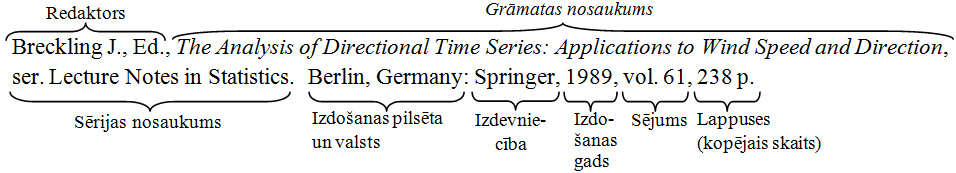 Redaktors
Grāmatas nosaukums
Breckling J., Ed., The Analysis of Directional Time Series: Applications to Wind Speed and Direction,
ser. Lecture Notes in Statistics. Berlin, Germany: Springer, 1989, vol. 61, 238 p.
Sērijas nosaukums
Izdošanas pilsēta
un valsts
Izdevnie-
cība
Izdo-
šanas
gads
Sējums
Lappuses
(kopējais skaits)